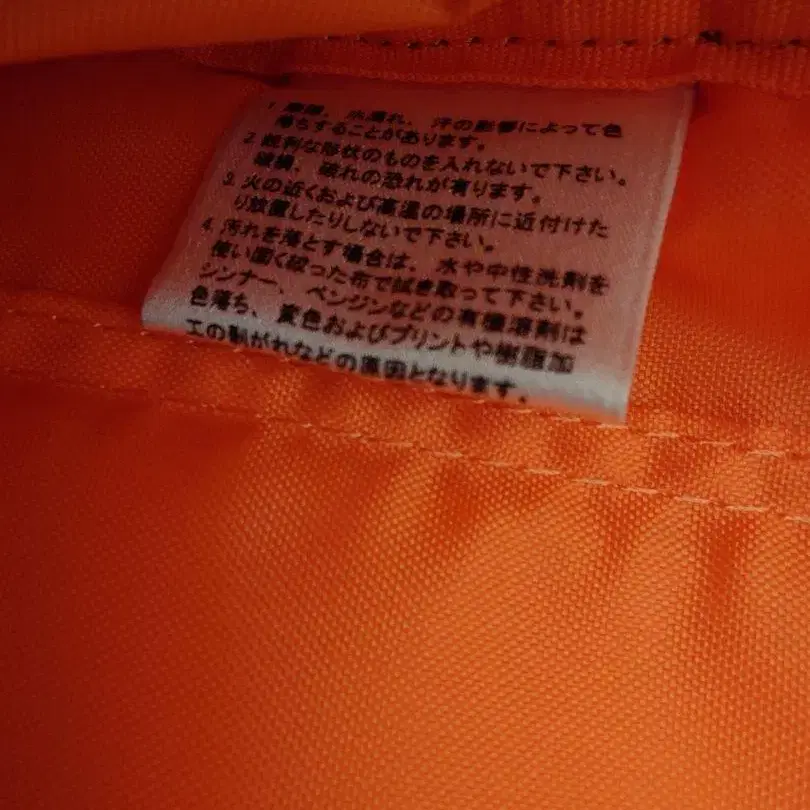 1. 摩擦、水濡れ、汗の影響によって色
落ちすることがあります。
2. 鋭利な形状のものを入れないで下さい。
破損、破れの恐れが有ります。
3. 火の近くおよび高温の場所に近付けた
り放置したりしないで下さい。
4. 汚れを落とす場合は、水や中性洗剤を
使い固く絞った布で拭き取って下さい。
シンナー、ベンジンなどの有機溶剤は
色落ち、変色およびプリントや樹脂加
工の剥がれなどの原因となります。